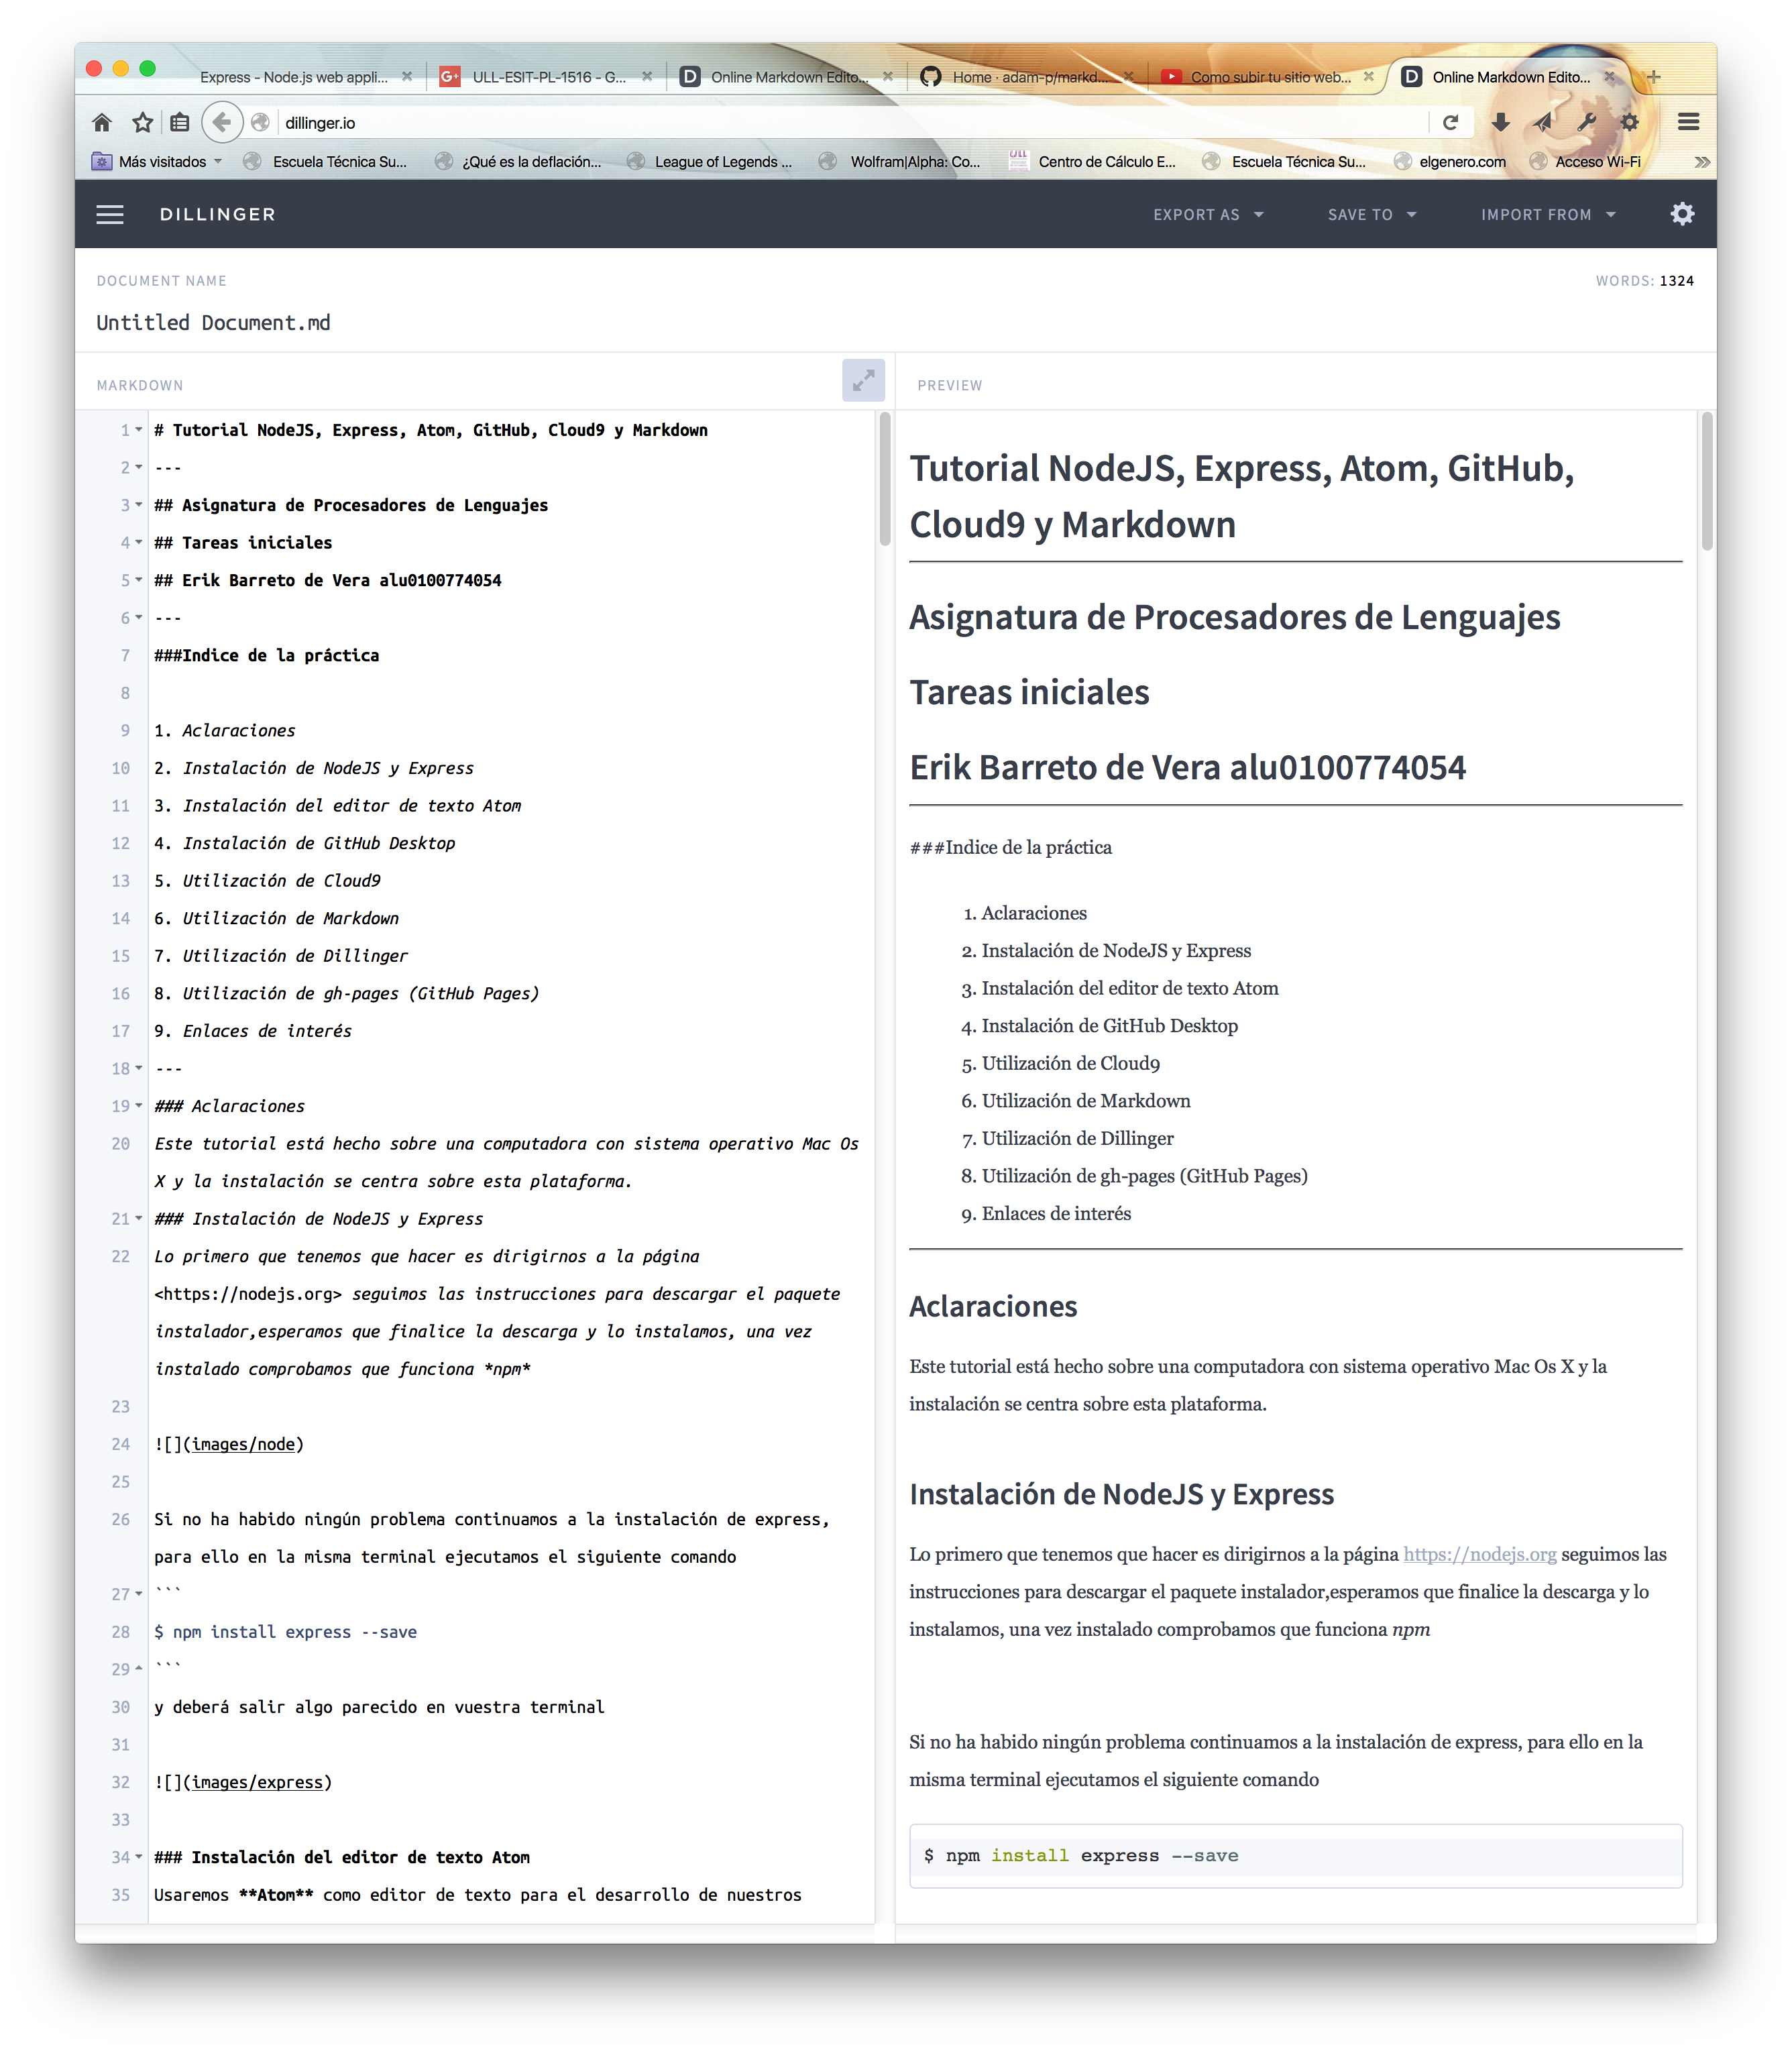 Express - Node.js web appli...
ULL-ESIT-PL-1516 - G...
Online Markdown Edito...
Home · adam-p/markd...
Como subir tu sitio web...
Online Markdown Edito...
dillinger.io
Más visitados
Escuela Técnica Su...
¿Qué es la deflación...
League of Legends ...
Wolfram|Alpha: Co...
Centro de Cálculo E...
Escuela Técnica Su...
elgenero.com
Acceso Wi-Fi
DILLINGER
EXPORT AS
SAVE TO
IMPORT FROM
DOCUMENT NAME
WORDS: 1324
Untitled Document.md
MARKDOWN
1 # Tutorial NodeJS, Express, Atom, GitHub, Cloud9 y Markdown
2 ---
3 ## Asignatura de Procesadores de Lenguajes
4 ## Tareas iniciales
5 ## Erik Barreto de Vera alu0100774054
6 ---
7 ###Indice de la práctica
8
9 1. Aclaraciones
10 2. Instalación de NodeJS y Express
11 3. Instalación del editor de texto Atom
12 4. Instalación de GitHub Desktop
13 5. Utilización de Cloud9
14 6. Utilización de Markdown
15 7. Utilización de Dillinger
16 8. Utilización de gh-pages (GitHub Pages)
17 9. Enlaces de interés
18 ---
19 ### Aclaraciones
20 Este tutorial está hecho sobre una computadora con sistema operativo Mac Os
X y la instalación se centra sobre esta plataforma.
21 ### Instalación de NodeJS y Express
22 Lo primero que tenemos que hacer es dirigirnos a la página
<https://nodejs.org> seguimos las instrucciones para descargar el paquete
instalador,esperamos que finalice la descarga y lo instalamos, una vez
instalado comprobamos que funciona *npm*
23
24 ![](images/node)
25
26 Si no ha habido ningún problema continuamos a la instalación de express,
para ello en la misma terminal ejecutamos el siguiente comando
27 ```
28 $ npm install express --save
29 ```
30 y deberá salir algo parecido en vuestra terminal
31
32 ![](images/express)
33
34 ### Instalación del editor de texto Atom
35 Usaremos **Atom** como editor de texto para el desarrollo de nuestros
PREVIEW
Tutorial NodeJS, Express, Atom, GitHub,
Cloud9 y Markdown
Asignatura de Procesadores de Lenguajes
Tareas iniciales
Erik Barreto de Vera alu0100774054
###Indice de la práctica
1. Aclaraciones
2. Instalación de NodeJS y Express
3. Instalación del editor de texto Atom
4. Instalación de GitHub Desktop
5. Utilización de Cloud9
6. Utilización de Markdown
7. Utilización de Dillinger
8. Utilización de gh-pages (GitHub Pages)
9. Enlaces de interés
Aclaraciones
Este tutorial está hecho sobre una computadora con sistema operativo Mac Os X y la
instalación se centra sobre esta plataforma.
Instalación de NodeJS y Express
Lo primero que tenemos que hacer es dirigirnos a la página https://nodejs.org seguimos las
instrucciones para descargar el paquete instalador,esperamos que finalice la descarga y lo
instalamos, una vez instalado comprobamos que funciona npm
Si no ha habido ningún problema continuamos a la instalación de express, para ello en la
misma terminal ejecutamos el siguiente comando
$ npm install express --save